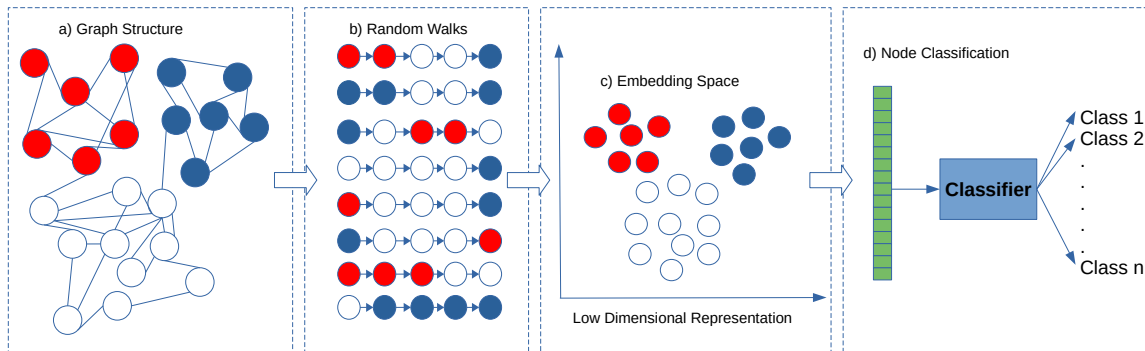 a) Graph Structure
b) Random Walks
c) Embedding Space
Low Dimensional Representation
d) Node Classification
Classifier
Class 1
Class 2
.
.
.
.
Class n